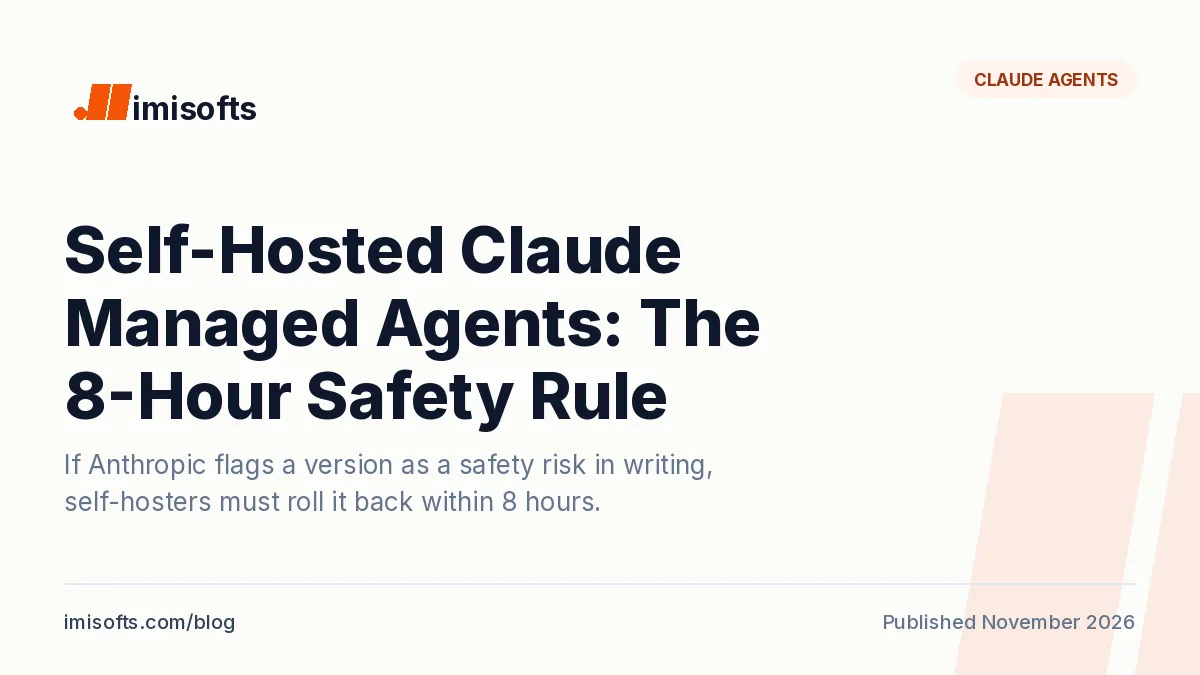 imisofts
CLAUDE AGENTS
Self-Hosted Claude
Managed Agents: The
8-Hour Safety Rule
If Anthropic flags a version as a safety risk in writing,
self-hosters must roll it back within 8 hours.
imisofts.com/blog
Published November 2026